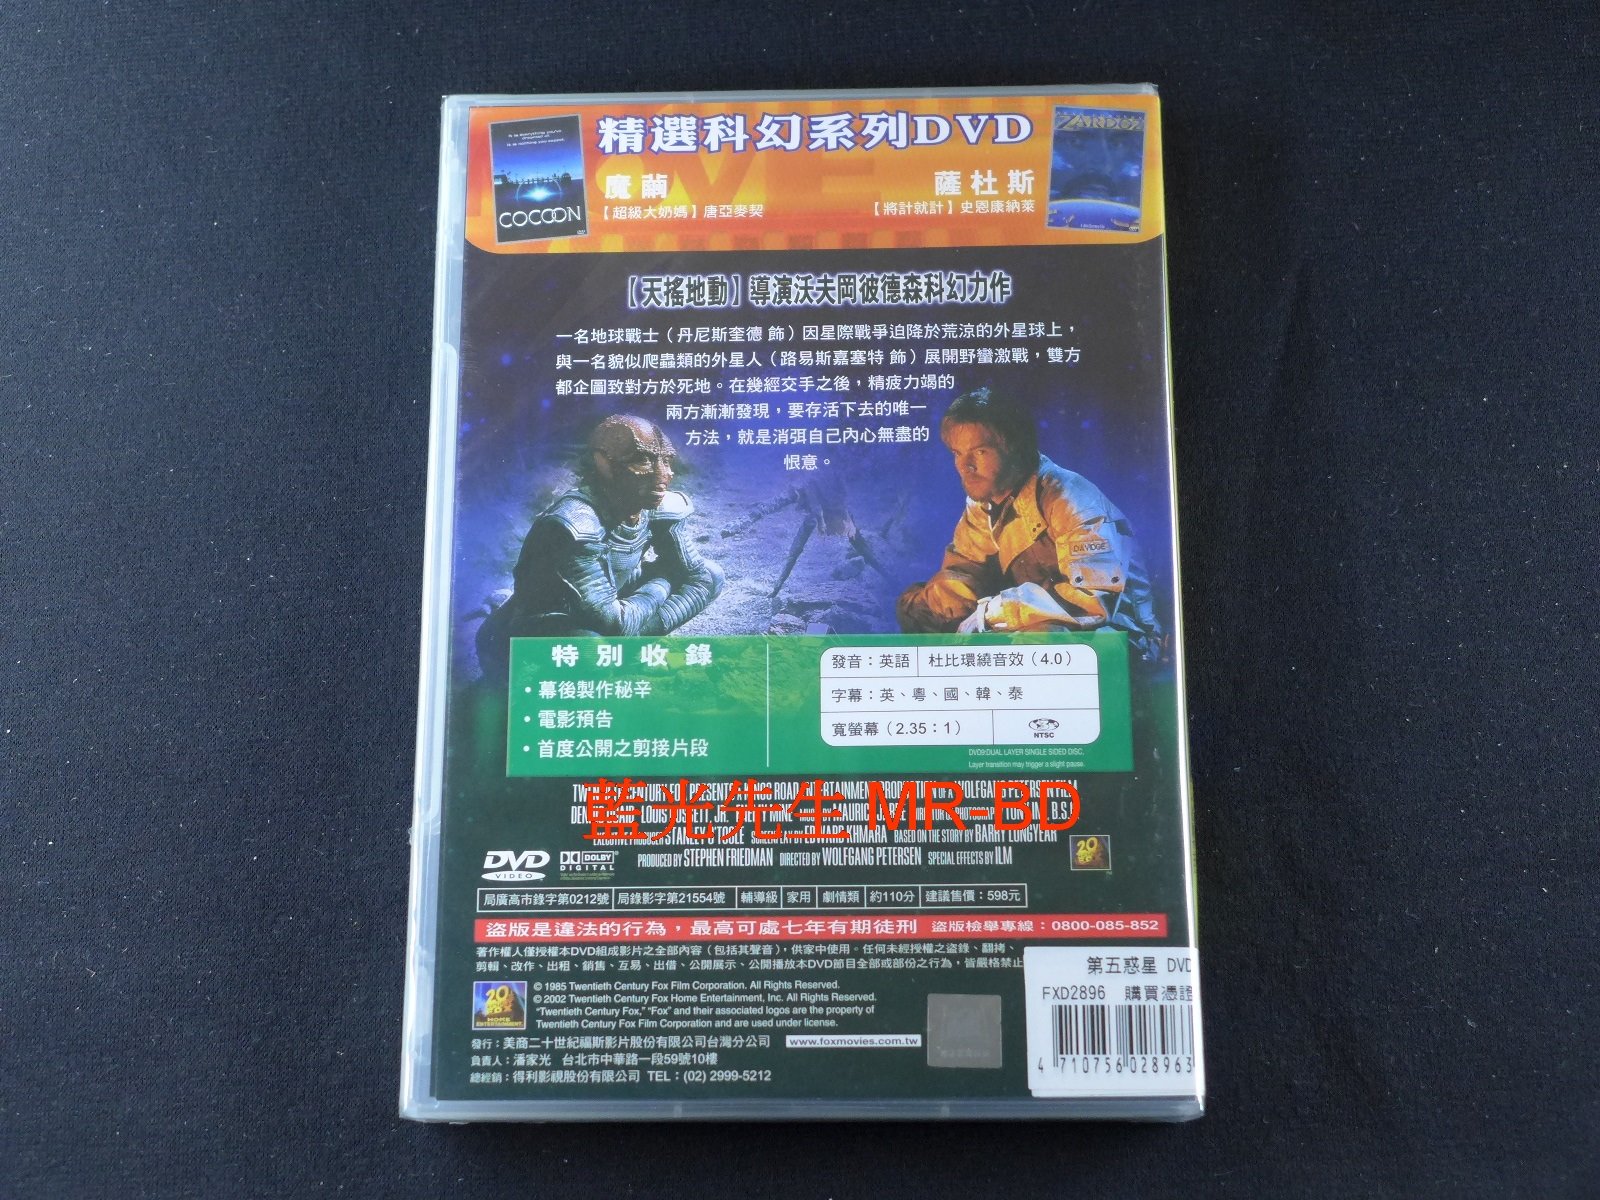 精選科幻系列DVD
COCOON
魔繭
【超級大奶媽】唐亞麥契
薩杜斯
【將計就計】史恩康納萊
ZARDOZ
【天搖地動】導演沃夫岡彼德森科幻力作
一名地球戰士（丹尼斯奎德 飾）因星際戰爭迫降於荒涼的外星球上，
與一名貌似爬蟲類的外星人（路易斯嘉塞特 飾）展開野蠻激戰，雙方
都企圖致對方於死地。在幾經交手之後，精疲力竭的
兩方漸漸發現，要存活下去的唯一
方法，就是消弭自己內心無盡的
恨意。
DAVIDGE
特別收錄
• 幕後製作秘辛
• 電影預告
• 首度公開之剪接片段
發音：英語 杜比環繞音效（4.0）
字幕：英、粵、國、韓、泰
寬螢幕（2.35：1）
NTSC
DVD9:DUAL LAYER SINGLE SIDED DISC.
Layer transition may trigger a slight pause.
藍光先生 MR-BD
EXECUTIVE PRODUCER STANLEY O'TOOLE SCREENPLAY BY EDWARD KHMARA BASED ON THE STORY BY BARRY LONGYEAR
PRODUCED BY STEPHEN FRIEDMAN DIRECTED BY WOLFGANG PETERSEN SPECIAL EFFECTS BY ILM
DVD VIDEO
DOLBY DIGITAL
局廣高市錄字第0212號 局錄影字第21554號 輔導級 家用 劇情類 約110分 建議售價：598元
盜版是違法的行為，最高可處七年有期徒刑 盜版檢舉專線：0800-085-852
著作權人僅授權本DVD組成影片之全部內容（包括其聲音），供家中使用。任何未經授權之盜錄、翻拷、
剪輯、改作、出租、銷售、互易、出借、公開展示、公開播放本DVD節目全部或部份之行為，皆嚴格禁止
© 1985 Twentieth Century Fox Film Corporation. All Rights Reserved.
© 2002 Twentieth Century Fox Home Entertainment, Inc. All Rights Reserved.
"Twentieth Century Fox," "Fox" and their associated logos are the property of
Twentieth Century Fox Film Corporation and are used under license.
發行：美商二十世紀福斯影片股份有限公司台灣分公司
www.foxmovies.com.tw
負責人：潘家光 台北市中華路一段59號10樓
總經銷：得利影視股份有限公司 TEL：(02) 2999-5212
第五惑星 DVD
FXD2896 購買憑證
4 710756 028963